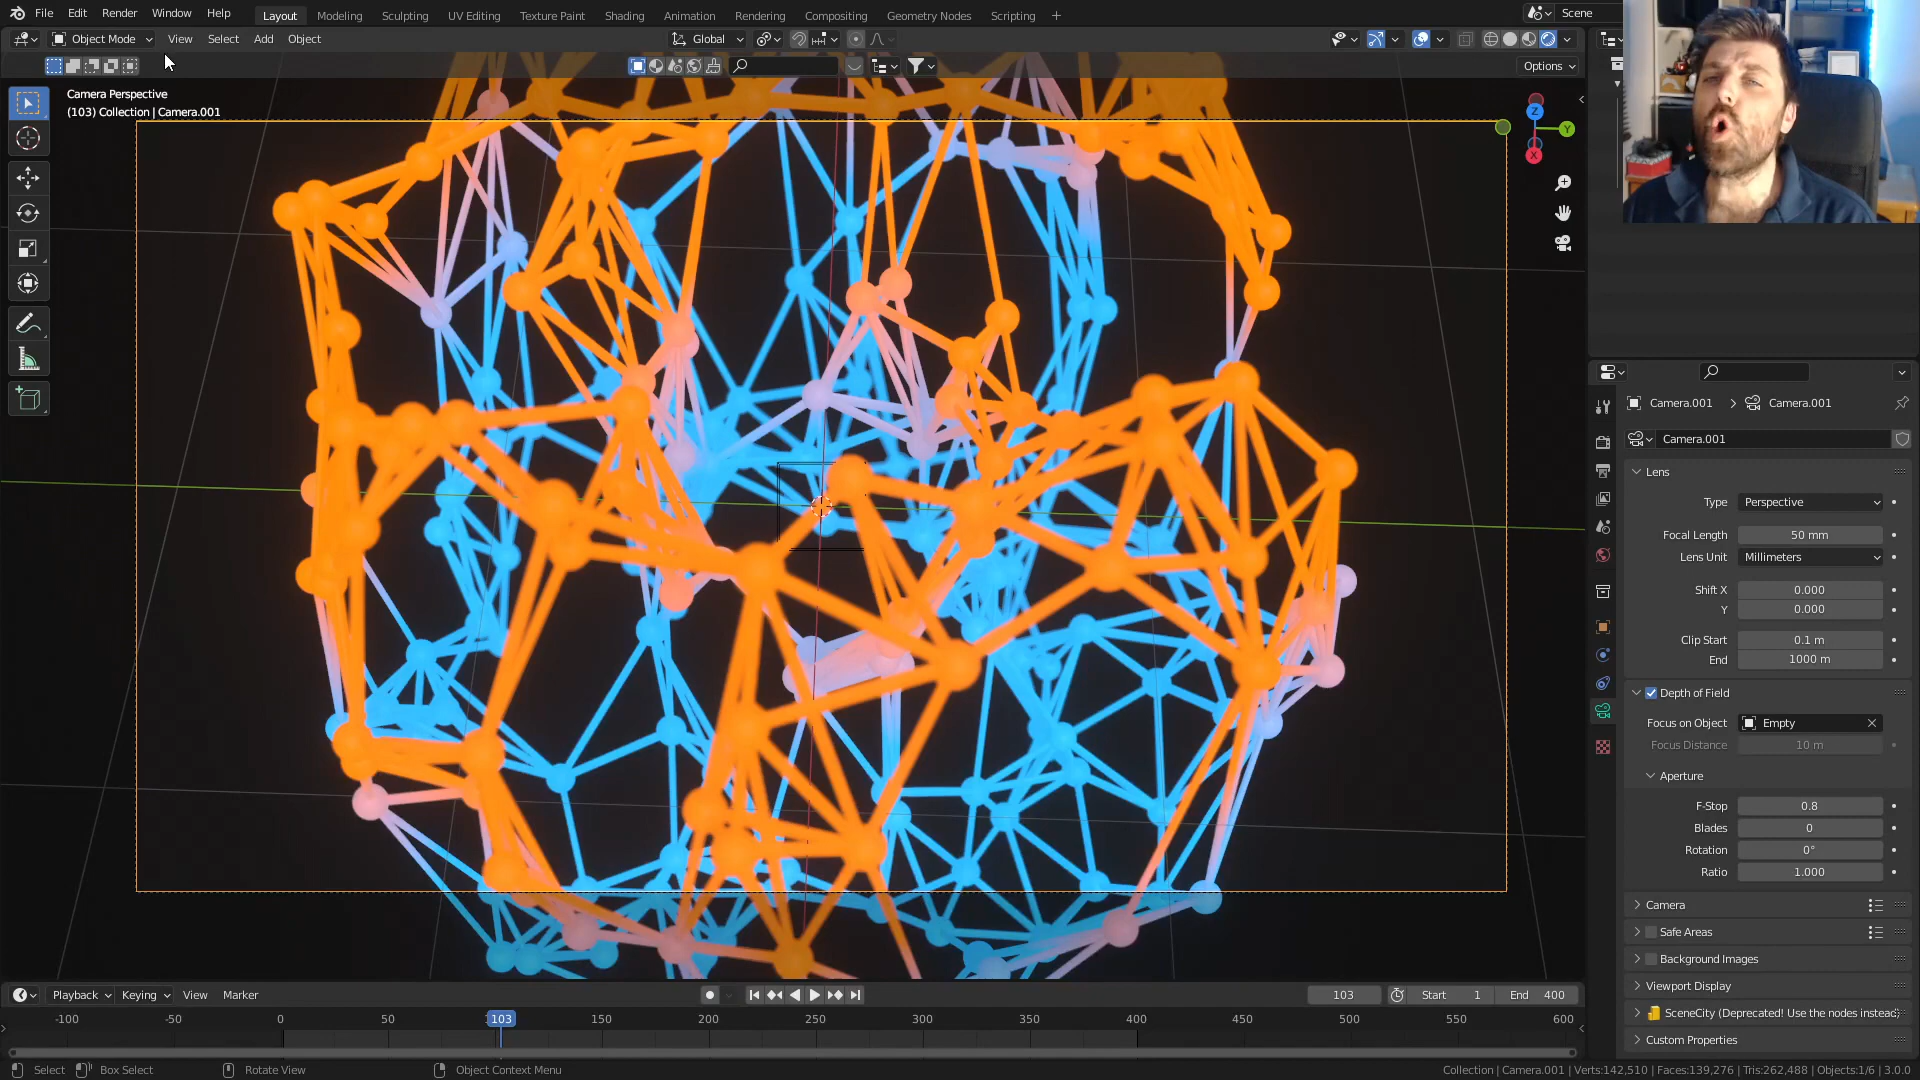 File Edit Render Window Help
Layout Modeling Sculpting UV Editing Texture Paint Shading Animation Rendering Compositing Geometry Nodes Scripting +
Scene
Object Mode View Select Add Object
Global
Options
Camera Perspective
(103) Collection | Camera.001
Z
Y
X
Camera.001 > Camera.001
Camera.001
Lens
Type Perspective
Focal Length 50 mm
Lens Unit Millimeters
Shift X 0.000
Y 0.000
Clip Start 0.1 m
End 1000 m
Depth of Field
Focus on Object Empty
Focus Distance 10 m
Aperture
F-Stop 0.8
Blades 0
Rotation 0°
Ratio 1.000
Camera
Safe Areas
Background Images
Viewport Display
SceneCity (Deprecated! Use the nodes instead
Custom Properties
Playback Keying View Marker
103 Start 1 End 400
-100 -50 0 50 103 150 200 250 300 350 400 450 500 550 600
Select Box Select Rotate View Object Context Menu
Collection | Camera.001 | Verts:142,510 | Faces:139,276 | Tris:262,488 | Objects:1/6 | 3.0.0